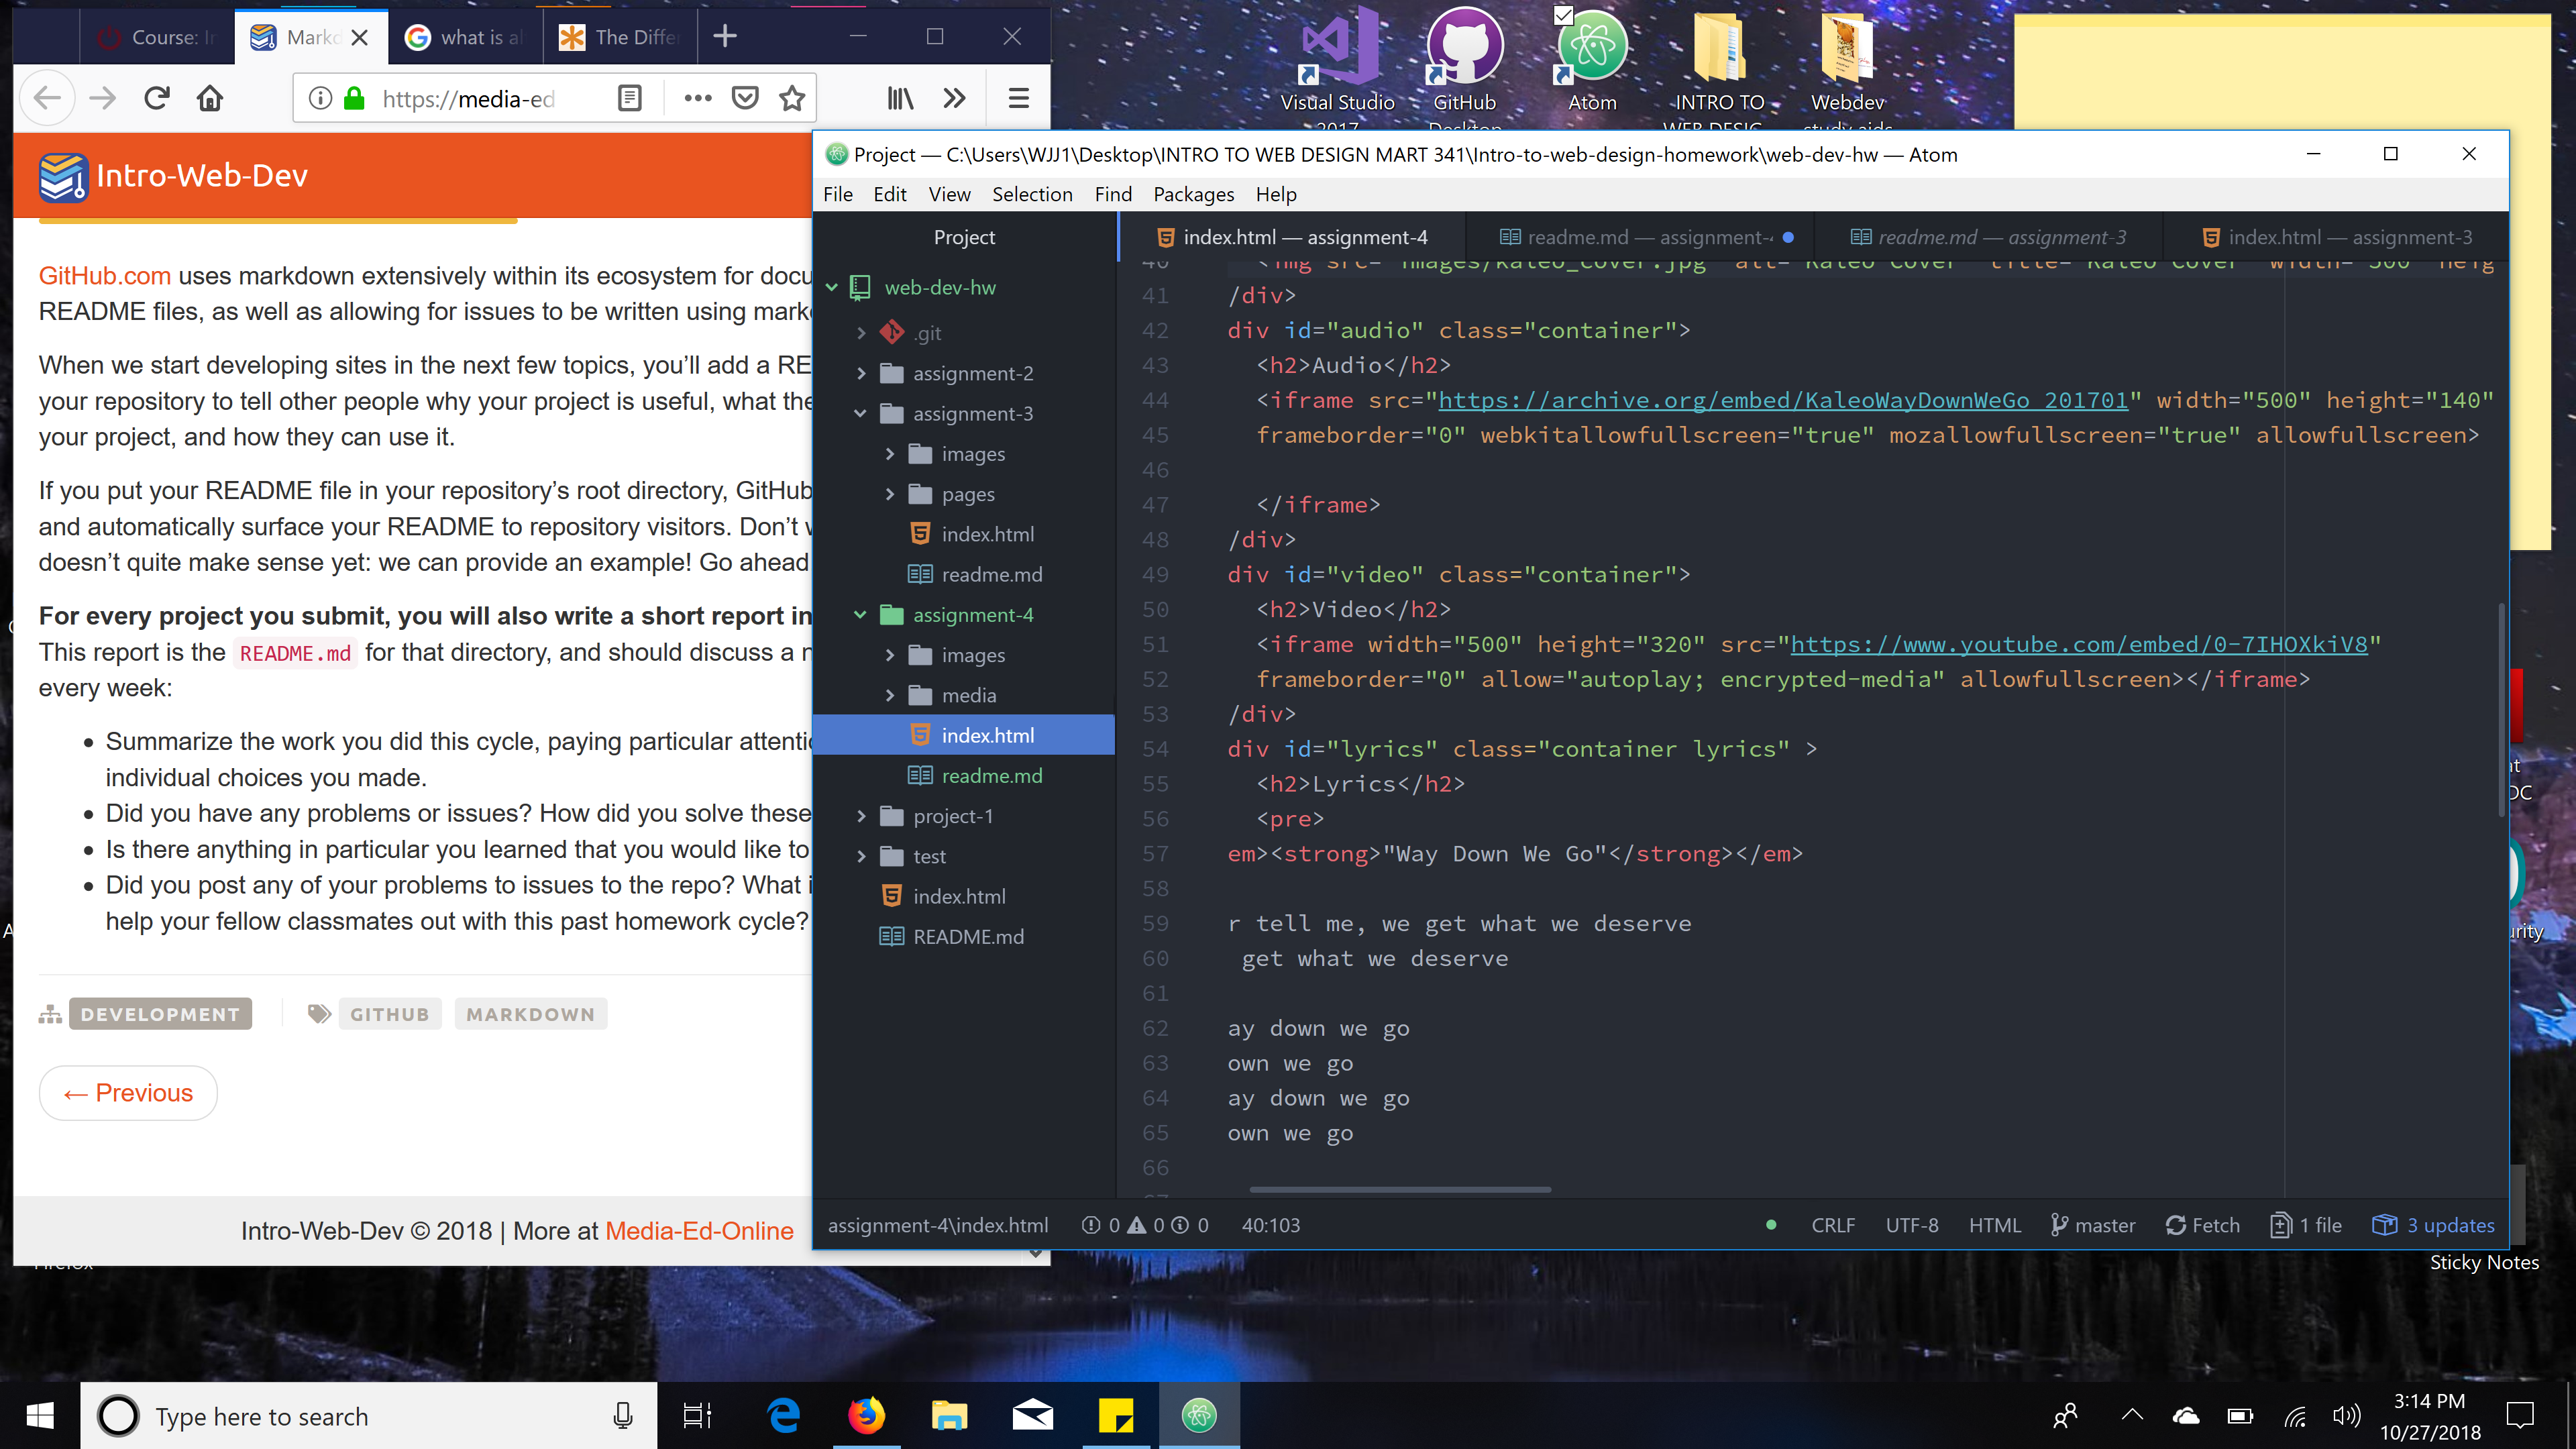 Course: In
Markd
what is al
The Differ
https://media-ed
Intro-Web-Dev
GitHub.com uses markdown extensively within its ecosystem for docu
README files, as well as allowing for issues to be written using mark
When we start developing sites in the next few topics, you’ll add a RE
your repository to tell other people why your project is useful, what the
your project, and how they can use it.
If you put your README file in your repository’s root directory, GitHub
and automatically surface your README to repository visitors. Don’t w
doesn’t quite make sense yet: we can provide an example! Go ahead
For every project you submit, you will also write a short report in
This report is the README.md for that directory, and should discuss a n
every week:
Summarize the work you did this cycle, paying particular attentio
individual choices you made.
Did you have any problems or issues? How did you solve these
Is there anything in particular you learned that you would like to
Did you post any of your problems to issues to the repo? What i
help your fellow classmates out with this past homework cycle?
DEVELOPMENT GITHUB MARKDOWN
← Previous
Intro-Web-Dev © 2018 | More at Media-Ed-Online
Visual Studio
2017
GitHub
Desktop
Atom
INTRO TO
WEB DESIG
Webdev
study aids
Project — C:\Users\WJJ1\Desktop\INTRO TO WEB DESIGN MART 341\Intro-to-web-design-homework\web-dev-hw — Atom
File Edit View Selection Find Packages Help
Project
web-dev-hw
.git
assignment-2
assignment-3
images
pages
index.html
readme.md
assignment-4
images
media
index.html
readme.md
project-1
test
index.html
README.md
index.html — assignment-4
readme.md — assignment-4
readme.md — assignment-3
index.html — assignment-3
40 <img src="images/kaleo_cover.jpg" alt="Kaleo Cover" title="Kaleo Cover" width="500" heig
41 /div>
42 div id="audio" class="container">
43 <h2>Audio</h2>
44 <iframe src="https://archive.org/embed/KaleoWayDownWeGo_201701" width="500" height="140"
45 frameborder="0" webkitallowfullscreen="true" mozallowfullscreen="true" allowfullscreen>
46
47 </iframe>
48 /div>
49 div id="video" class="container">
50 <h2>Video</h2>
51 <iframe width="500" height="320" src="https://www.youtube.com/embed/0-7IHOXkiV8"
52 frameborder="0" allow="autoplay; encrypted-media" allowfullscreen></iframe>
53 /div>
54 div id="lyrics" class="container lyrics" >
55 <h2>Lyrics</h2>
56 <pre>
57 em><strong>"Way Down We Go"</strong></em>
58
59 r tell me, we get what we deserve
60 get what we deserve
61
62 ay down we go
63 own we go
64 ay down we go
65 own we go
66
assignment-4\index.html 0 0 0 40:103 CRLF UTF-8 HTML master Fetch 1 file 3 updates
DC
urity
Firefox
Sticky Notes
Type here to search
3:14 PM
10/27/2018